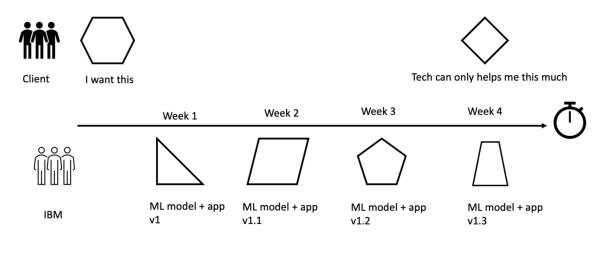 Client
I want this
Tech can only helps me this much
Week 1
Week 2
Week 3
Week 4
IBM
ML model + app
v1
ML model + app
v1.1
ML model + app
v1.2
ML model + app
v1.3